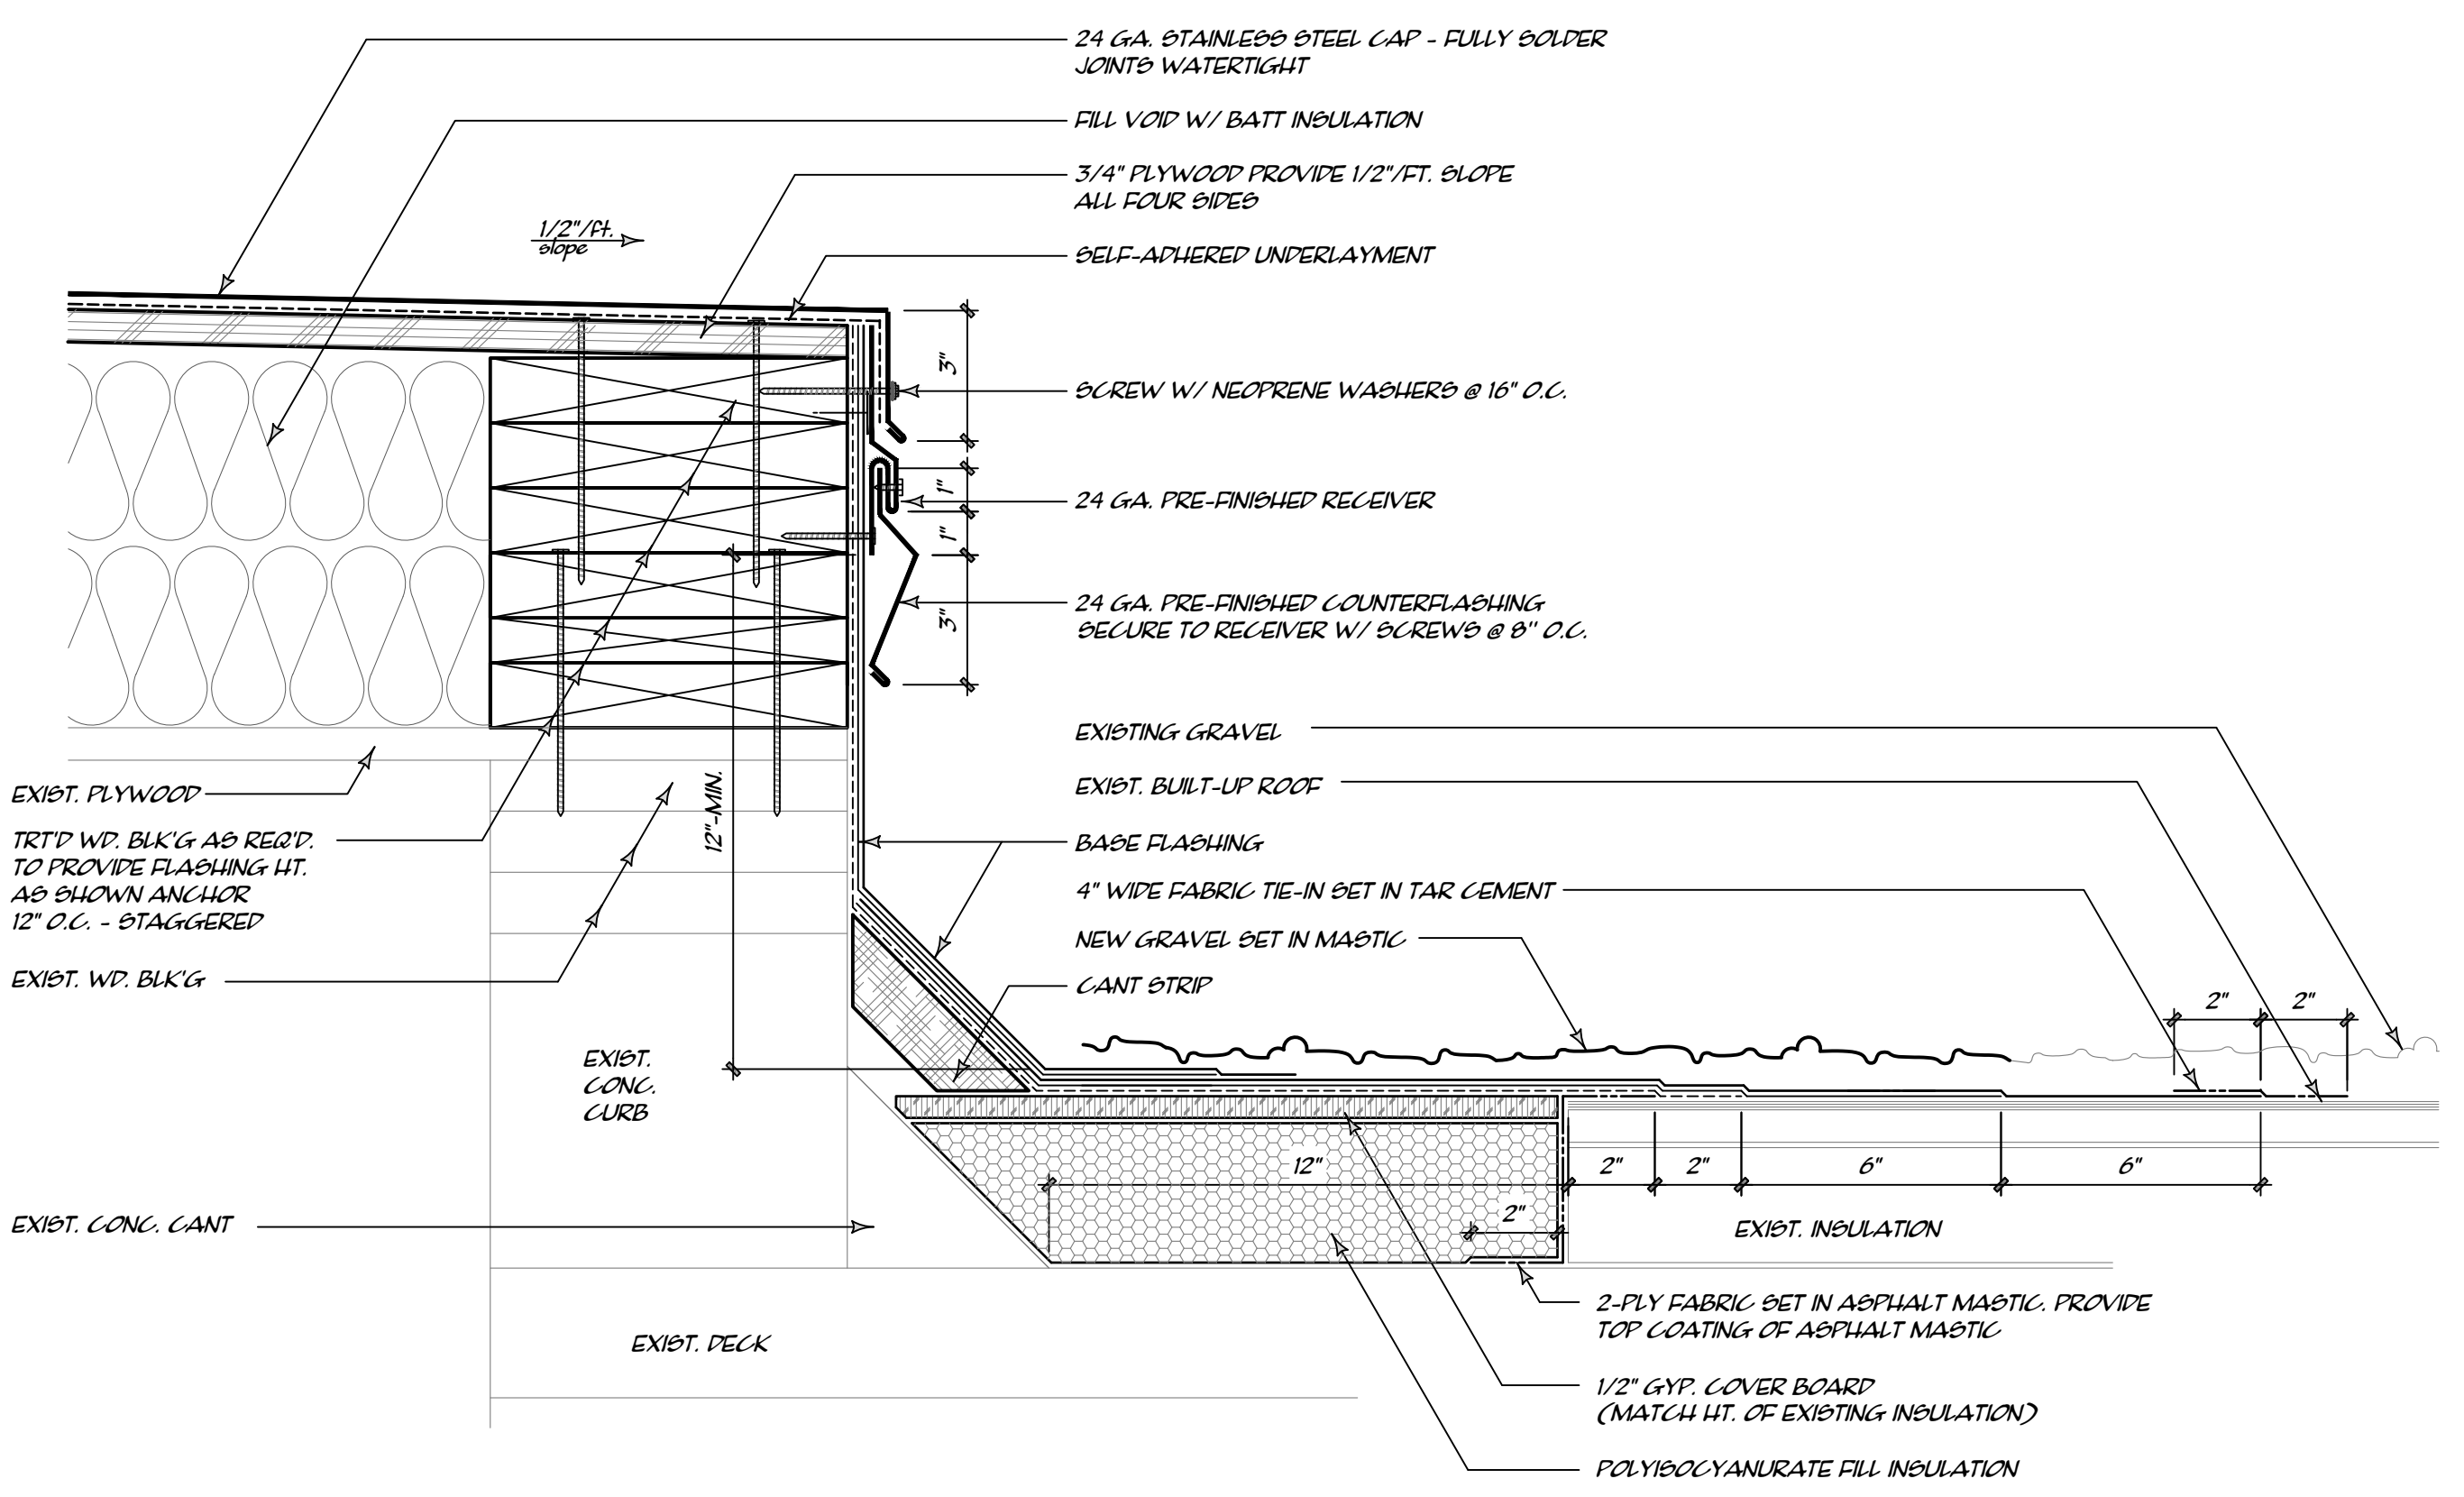 24 GA. STAINLESS STEEL CAP - FULLY SOLDER
JOINTS WATERTIGHT
FILL VOID W/ BATT INSULATION
3/4" PLYWOOD PROVIDE 1/2"/FT. SLOPE
ALL FOUR SIDES
1/2"/ft.
slope
SELF-ADHERED UNDERLAYMENT
3"
SCREW W/ NEOPRENE WASHERS @ 16" O.C.
1"
24 GA. PRE-FINISHED RECEIVER
1"
24 GA. PRE-FINISHED COUNTERFLASHING
SECURE TO RECEIVER W/ SCREWS @ 8" O.C.
3"
EXISTING GRAVEL
EXIST. BUILT-UP ROOF
EXIST. PLYWOOD
12"-MIN.
TRT'D WD. BLK'G AS REQ'D.
TO PROVIDE FLASHING HT.
AS SHOWN ANCHOR
12" O.C. - STAGGERED
BASE FLASHING
4" WIDE FABRIC TIE-IN SET IN TAR CEMENT
NEW GRAVEL SET IN MASTIC
EXIST. WD. BLK'G
CANT STRIP
2" 2"
EXIST.
CONC.
CURB
12" 2" 2" 6" 6"
2"
EXIST. CONC. CANT
EXIST. INSULATION
EXIST. DECK
2-PLY FABRIC SET IN ASPHALT MASTIC. PROVIDE
TOP COATING OF ASPHALT MASTIC
1/2" GYP. COVER BOARD
(MATCH HT. OF EXISTING INSULATION)
POLYISOCYANURATE FILL INSULATION